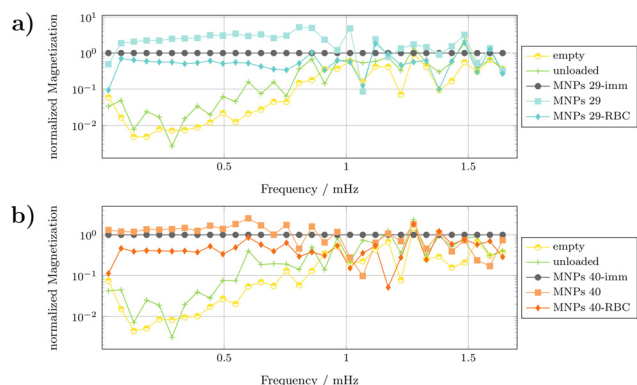 a)
normalized Magnetization
10^1
10^0
10^-1
10^-2
0.5
1
1.5
Frequency / mHz
empty
unloaded
MNPs 29-imm
MNPs 29
MNPs 29-RBC
b)
normalized Magnetization
10^0
10^-1
10^-2
0.5
1
1.5
Frequency / mHz
empty
unloaded
MNPs 40-imm
MNPs 40
MNPs 40-RBC